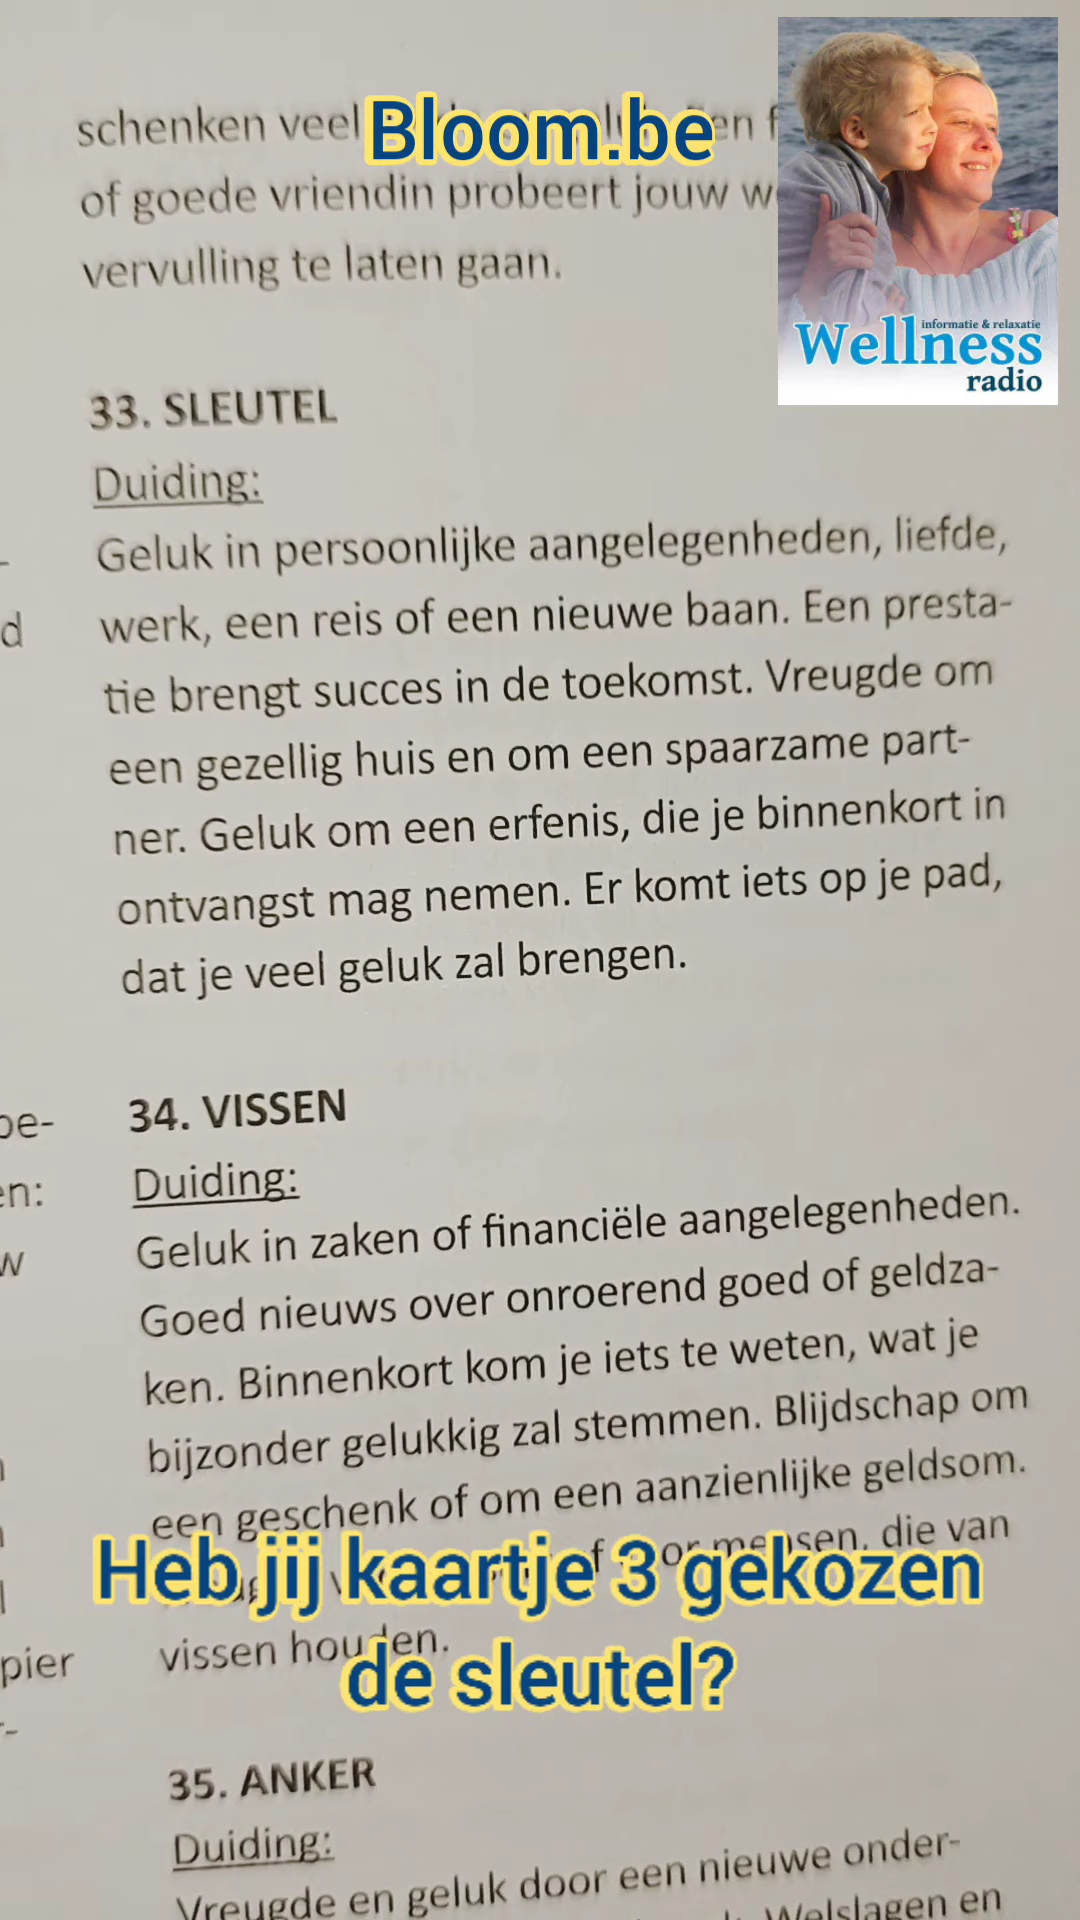 Bloom.be
schenken veel en f
of goede vriendin probeert jouw
vervulling te laten gaan.
informatie & relaxatie
Wellness
radio
33. SLEUTEL
Duiding:
Geluk in persoonlijke aangelegenheden, liefde,
werk, een reis of een nieuwe baan. Een presta-
tie brengt succes in de toekomst. Vreugde om
een gezellig huis en om een spaarzame part-
ner. Geluk om een erfenis, die je binnenkort in
ontvangst mag nemen. Er komt iets op je pad,
dat je veel geluk zal brengen.
34. VISSEN
Duiding:
Geluk in zaken of financiële aangelegenheden.
Goed nieuws over onroerend goed of geldza-
ken. Binnenkort kom je iets te weten, wat je
bijzonder gelukkig zal stemmen. Blijdschap om
een geschenk of om een aanzienlijke geldsom.
mensen, die van
vissen houden.
Heb jij kaartje 3 gekozen
de sleutel?
35. ANKER
Duiding:
Vreugde en geluk door een nieuwe onder-
Welslagen en
-
d
be-
en:
w
pier